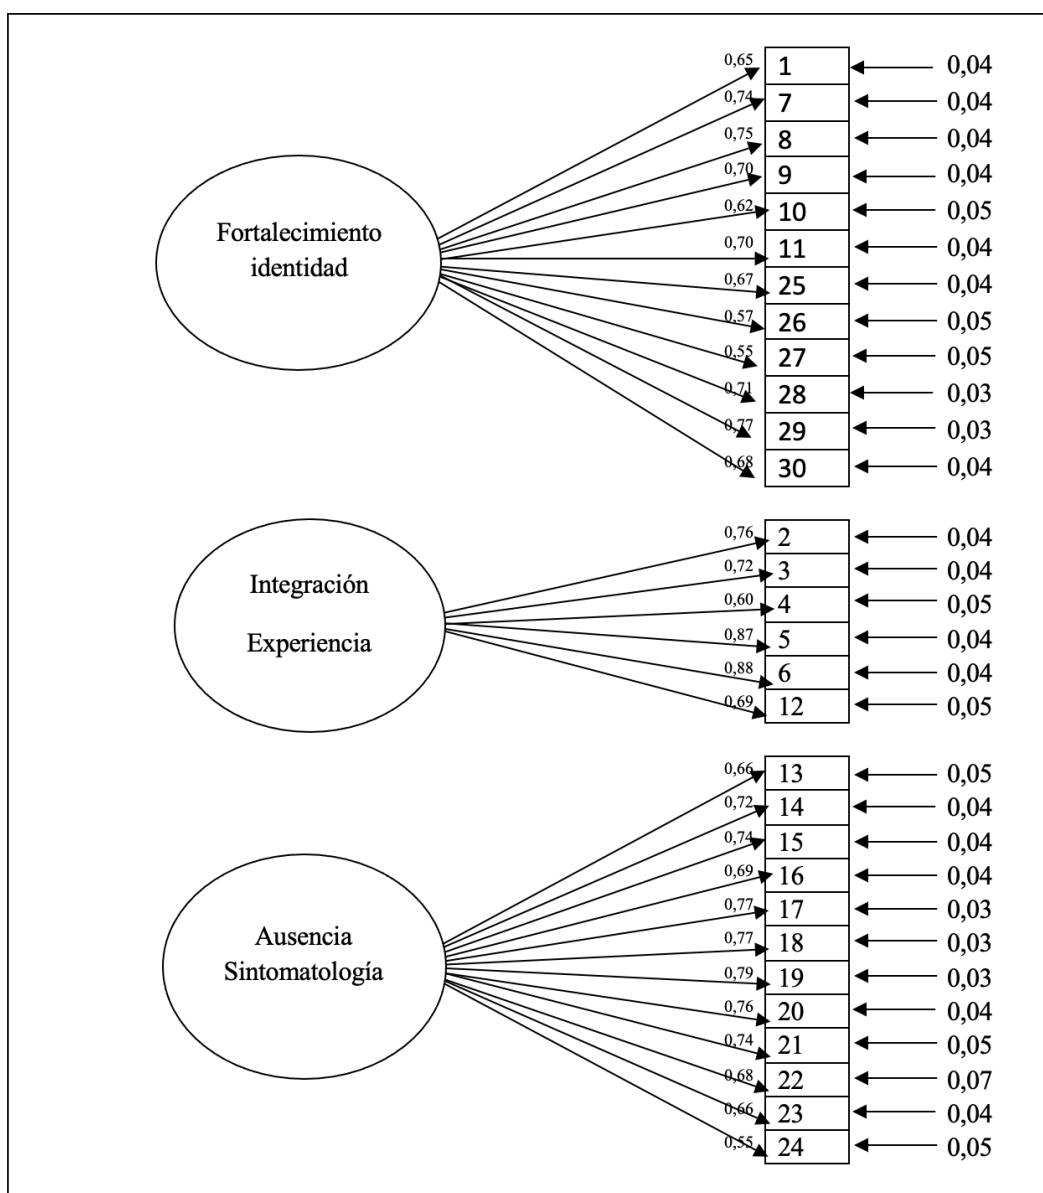 0,65 1 0,04
0,74 7 0,04
0,75 8 0,04
0,70 9 0,04
0,62 10 0,05
Fortalecimiento
identidad
0,70 11 0,04
0,67 25 0,04
0,57 26 0,05
0,55 27 0,05
0,71 28 0,03
0,77 29 0,03
0,68 30 0,04
0,76 2 0,04
0,72 3 0,04
Integración
0,60 4 0,05
Experiencia
0,87 5 0,04
0,88 6 0,04
0,69 12 0,05
0,66 13 0,05
0,72 14 0,04
0,74 15 0,04
0,69 16 0,04
0,77 17 0,03
Ausencia
Sintomatología
0,77 18 0,03
0,79 19 0,03
0,76 20 0,04
0,74 21 0,05
0,68 22 0,07
0,66 23 0,04
0,55 24 0,05